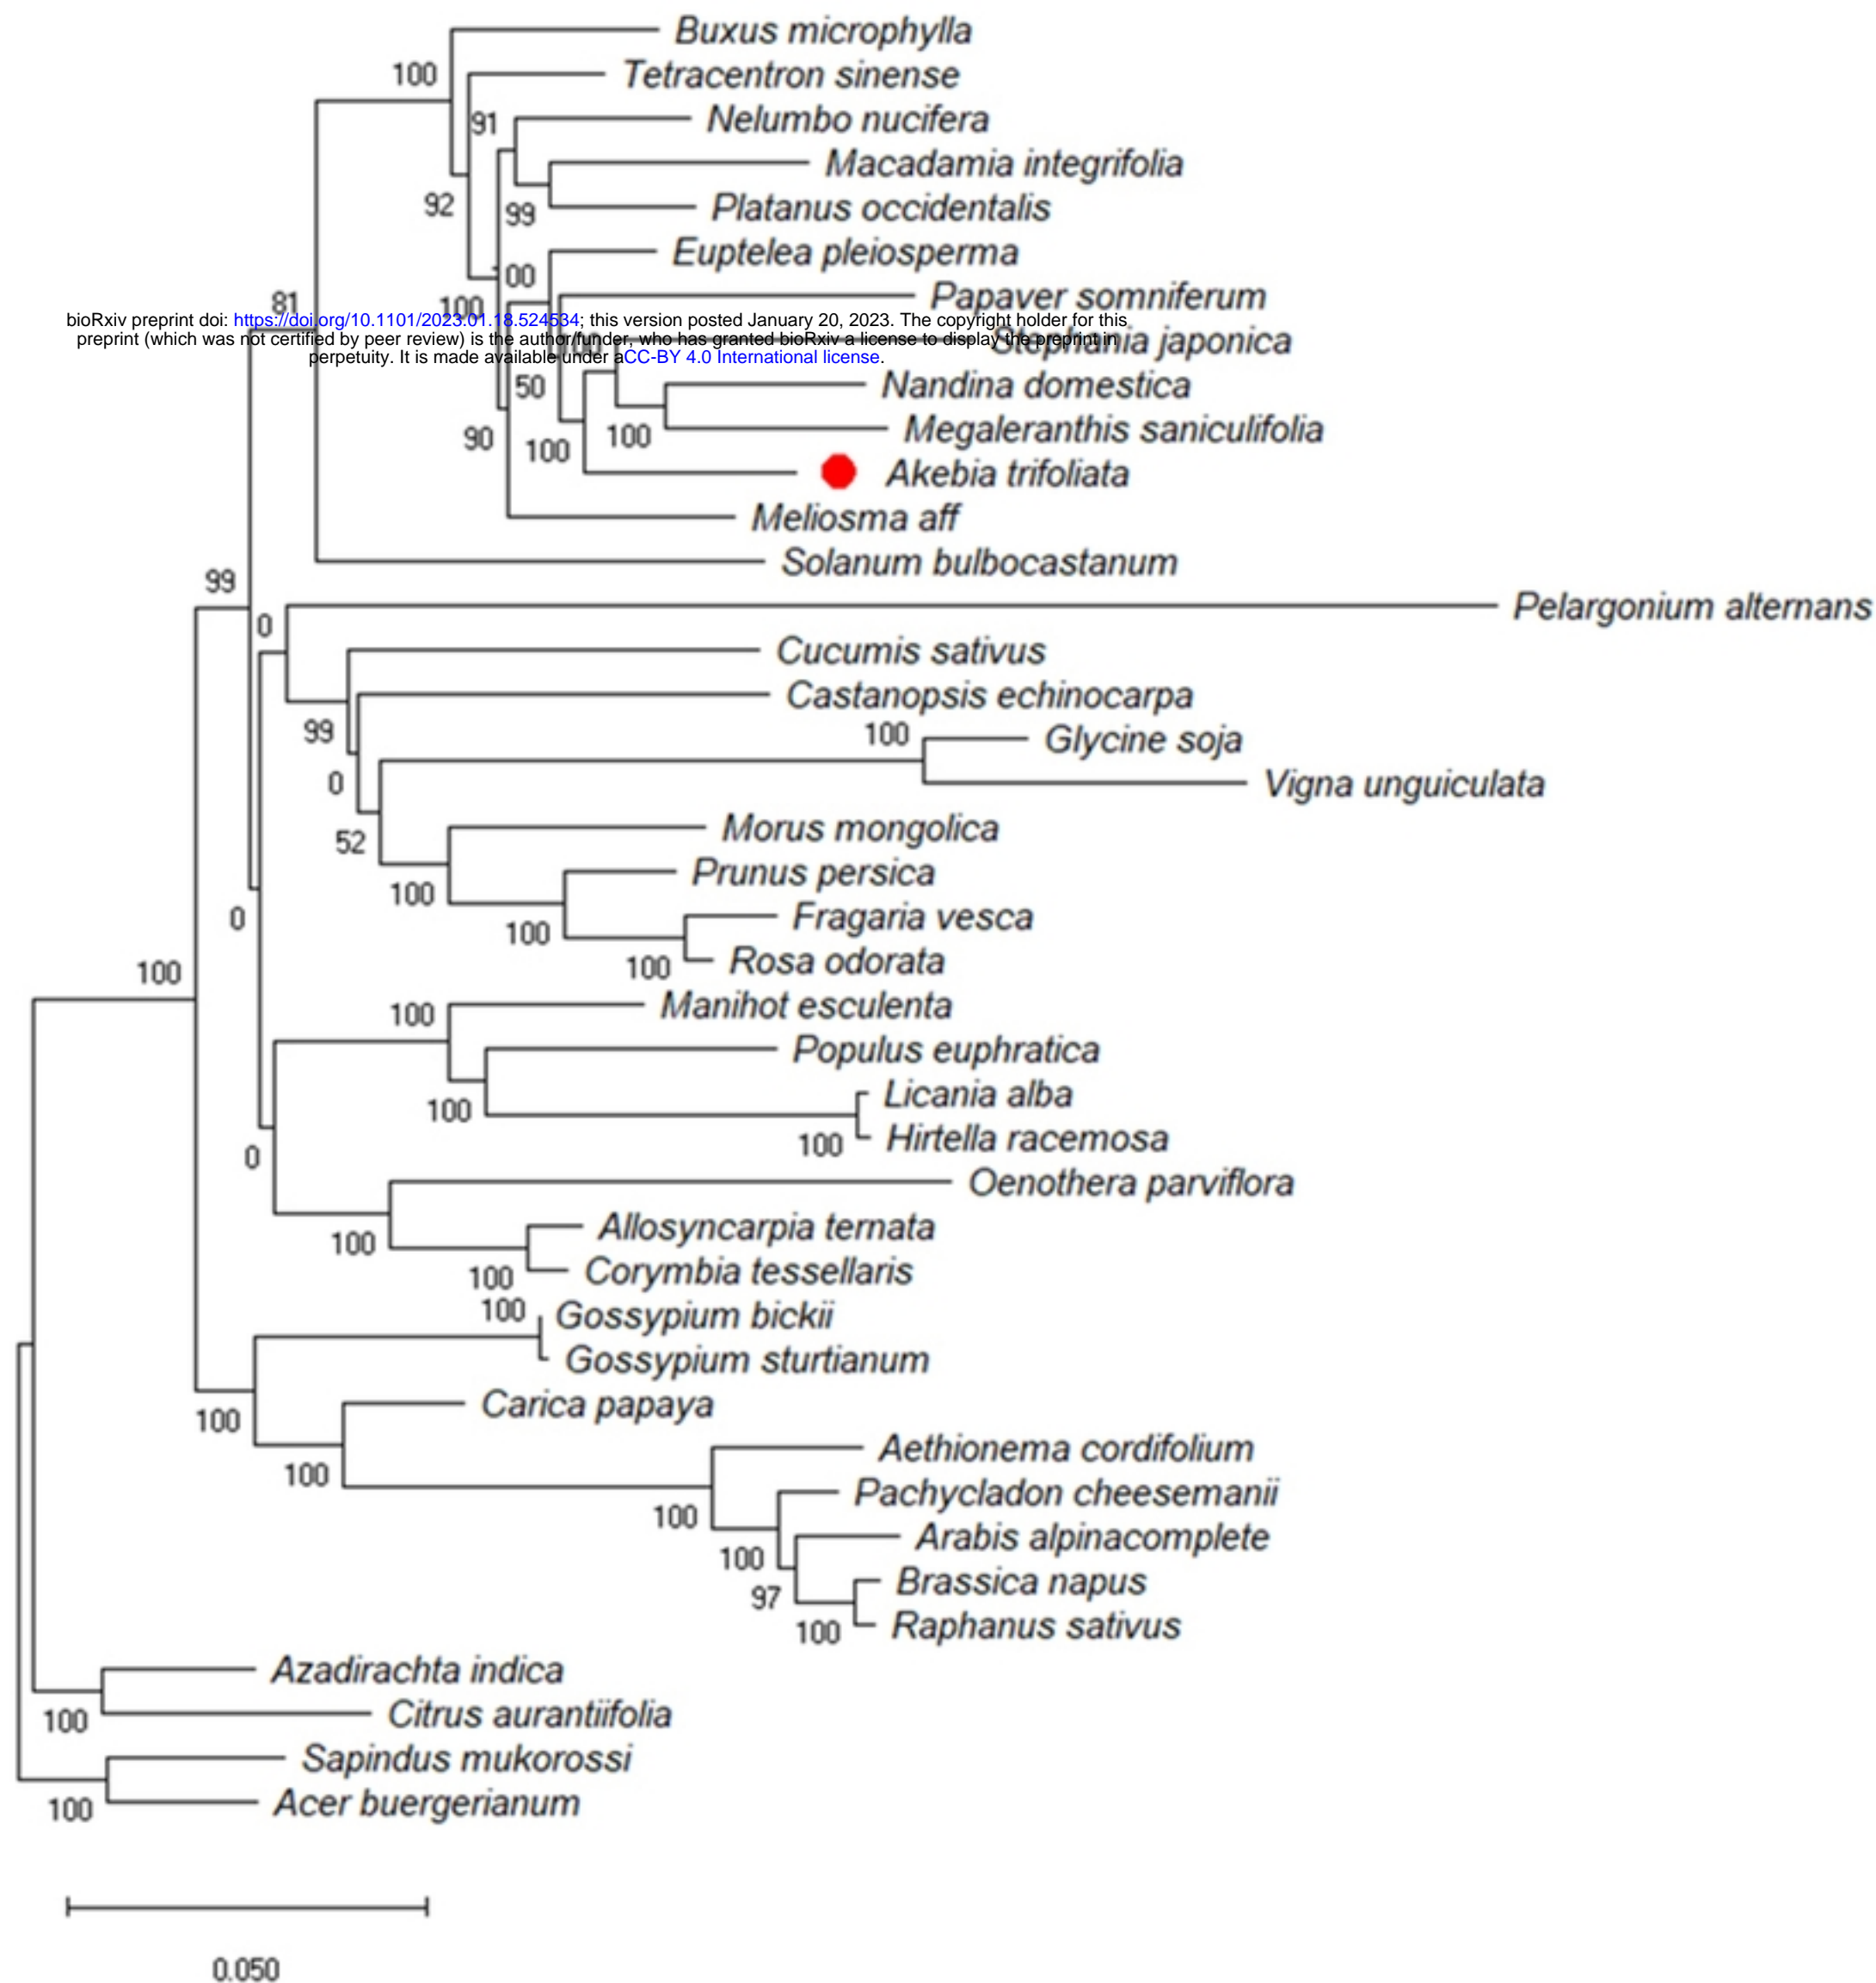 Buxus microphylla
100
Tetracentron sinense
91
Nelumbo nucifera
Macadamia integrifolia
92
99
Platanus occidentalis
Euptelea pleiosperma
00
81
100
Papaver somniferum
bioRxiv preprint doi: https://doi.org/10.1101/2023.01.18.524534; this version posted January 20, 2023. The copyright holder for this
preprint (which was not certified by peer review) is the author/funder, who has granted bioRxiv a license to display the preprint in
perpetuity. It is made available under aCC-BY 4.0 International license.
Stephania japonica
50
Nandina domestica
90
100
100
Megaleranthis saniculifolia
Akebia trifoliata
Meliosma aff
Solanum bulbocastanum
99
0
Pelargonium alternans
Cucumis sativus
Castanopsis echinocarpa
99
100
Glycine soja
0
Vigna unguiculata
52
Morus mongolica
100
Prunus persica
0
100
Fragaria vesca
100
100
Rosa odorata
100
Manihot esculenta
Populus euphratica
100
Licania alba
100
Hirtella racemosa
0
Oenothera parviflora
100
Allosyncarpia ternata
100
Corymbia tessellaris
100
Gossypium bickii
Gossypium sturtianum
100
Carica papaya
100
Aethionema cordifolium
100
Pachycladon cheesemanii
100
Arabis alpinacomplete
97
Brassica napus
100
Raphanus sativus
Azadirachta indica
100
Citrus aurantiifolia
Sapindus mukorossi
100
Acer buergerianum
0.050